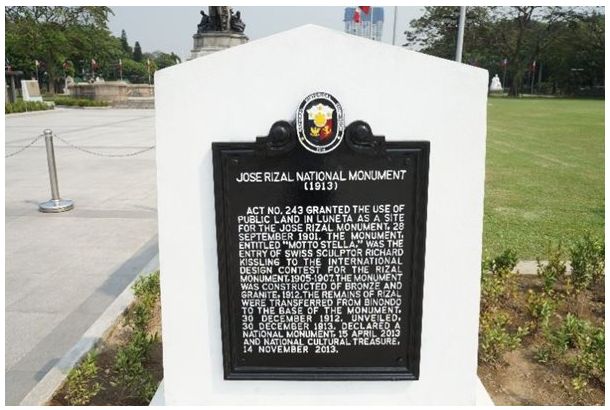 JOSE RIZAL NATIONAL MONUMENT
(1913)
ACT NO. 243 GRANTED THE USE OF
PUBLIC LAND IN LUNETA AS A SITE
FOR THE JOSE RIZAL MONUMENT, 28
SEPTEMBER 1901. THE MONUMENT,
ENTITLED "MOTTO STELLA," WAS THE
ENTRY OF SWISS SCULPTOR RICHARD
KISSLING TO THE INTERNATIONAL
DESIGN CONTEST FOR THE RIZAL
MONUMENT, 1905-1907. THE MONUMENT
WAS CONSTRUCTED OF BRONZE AND
GRANITE, 1912. THE REMAINS OF RIZAL
WERE TRANSFERRED FROM BINONDO
TO THE BASE OF THE MONUMENT,
30 DECEMBER 1912. UNVEILED,
30 DECEMBER 1913. DECLARED A
NATIONAL MONUMENT, 15 APRIL 2013
AND NATIONAL CULTURAL TREASURE,
14 NOVEMBER 2013.